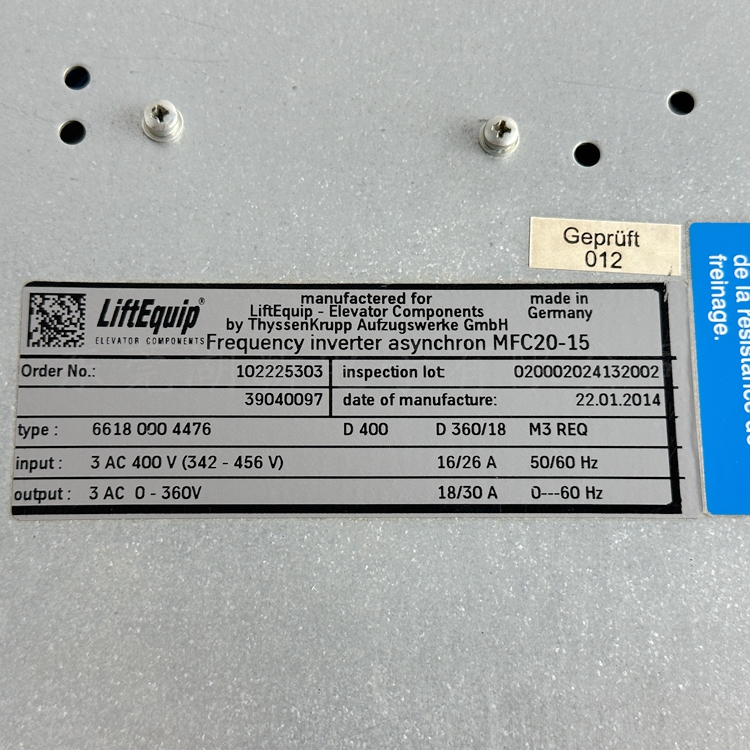 Geprüft
012
de la résistance de
freinage.
LiftEquip®
ELEVATOR COMPONENTS
manufactered for
LiftEquip - Elevator Components
by ThyssenKrupp Aufzugswerke GmbH
made in
Germany
Frequency inverter asynchron MFC20-15
Order No.: 102225303 inspection lot: 020002024132002
39040097 date of manufacture: 22.01.2014
type : 6618 000 4476 D 400 D 360/18 M3 REQ
input : 3 AC 400 V (342 - 456 V) 16/26 A 50/60 Hz
output : 3 AC 0 - 360V 18/30 A 0---60 Hz